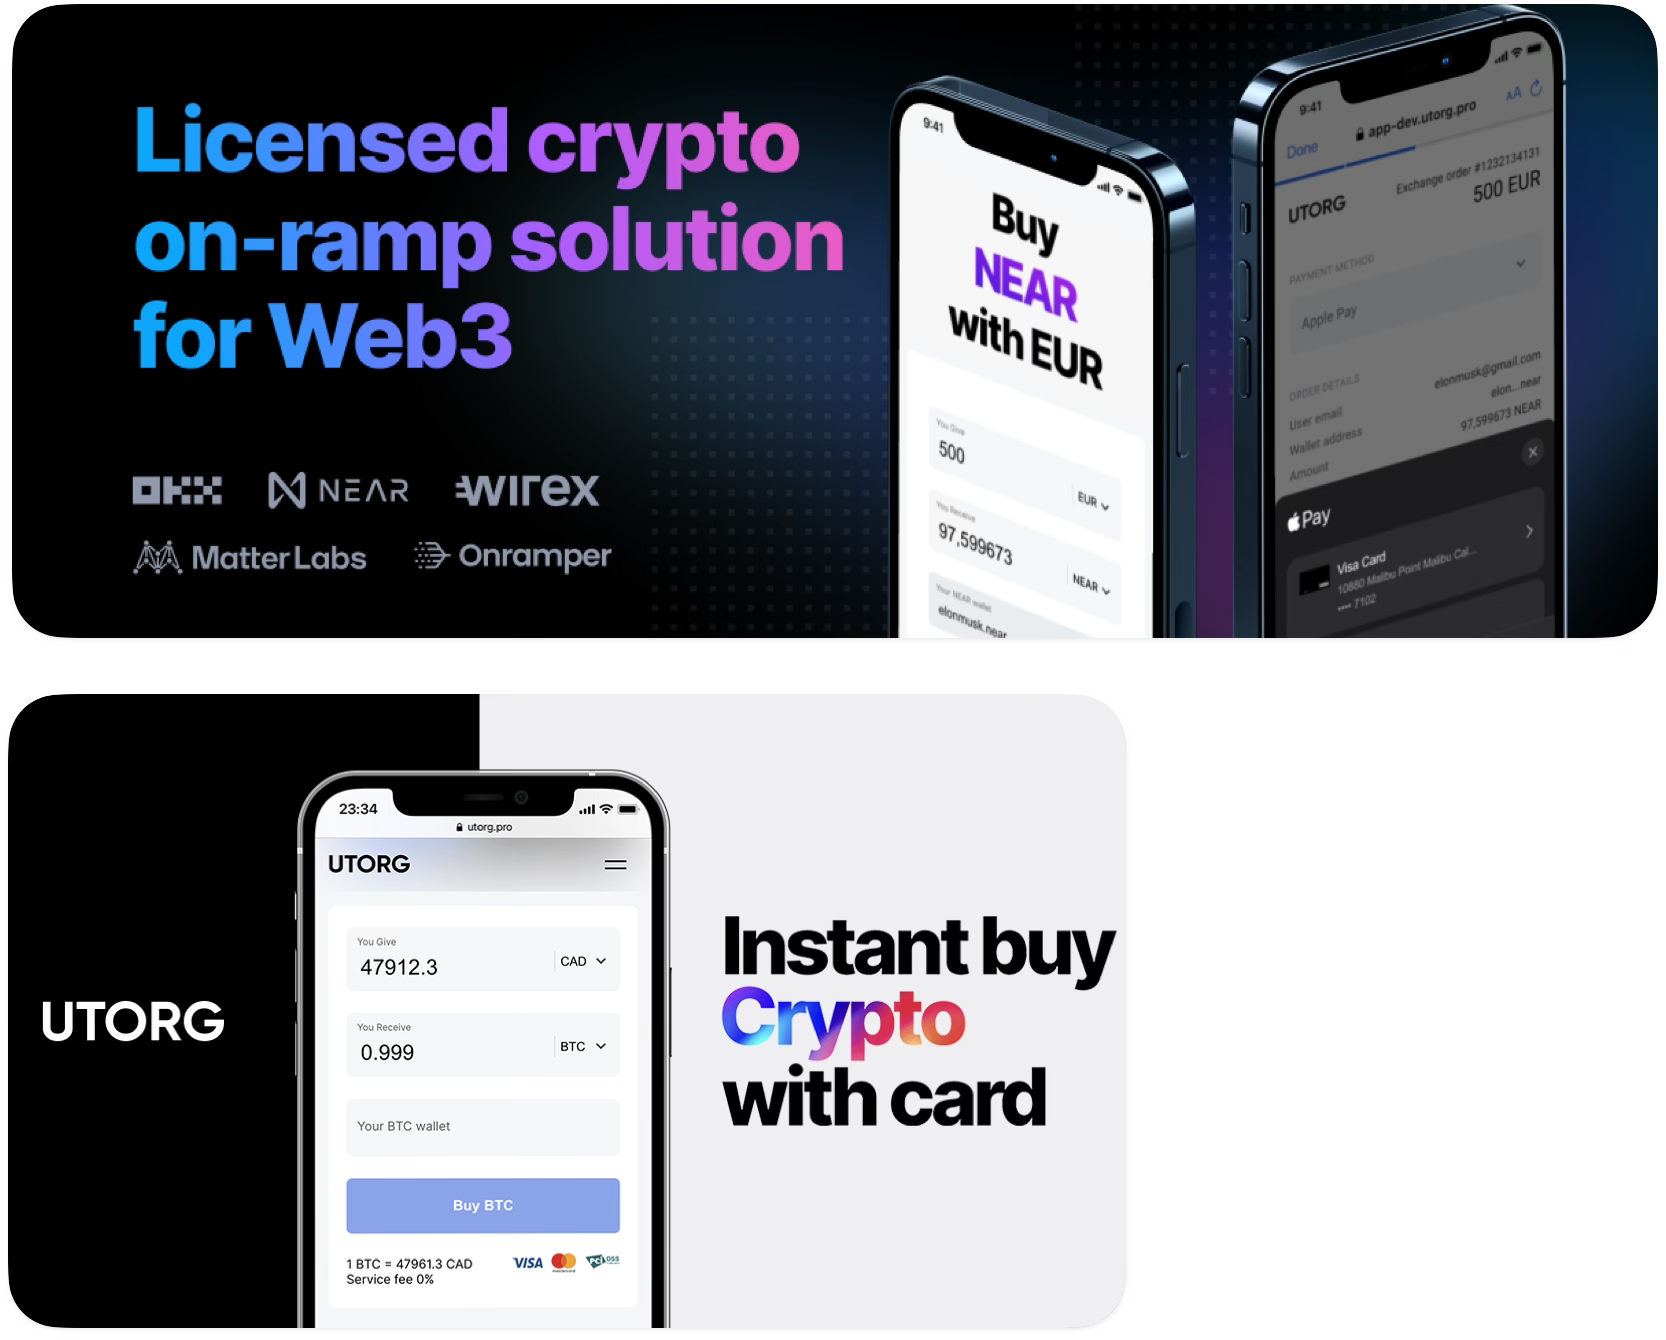 Licensed crypto
on-ramp solution
for Web3
OKX NEAR wirex
Matter Labs Onramper
9:41
Buy
NEAR
with EUR
You Give
500
EUR
You Receive
97,599673
NEAR
Your NEAR wallet
elonmusk.near
9:41
Done app-dev.utorg.pro AA
Exchange order #1232134131
UTORG 500 EUR
PAYMENT METHOD
Apple Pay
ORDER DETAILS
User email elonmusk@gmail.com
Wallet address elon...near
Amount 97,599673 NEAR
Pay
Visa Card
10880 Malibu Point Malibu Cal...
•••• 7102
UTORG
23:34
utorg.pro
UTORG
You Give
47912.3 CAD
You Receive
0.999 BTC
Your BTC wallet
Buy BTC
1 BTC = 47961.3 CAD
Service fee 0%
VISA mastercard PCI DSS
Instant buy
Crypto
with card